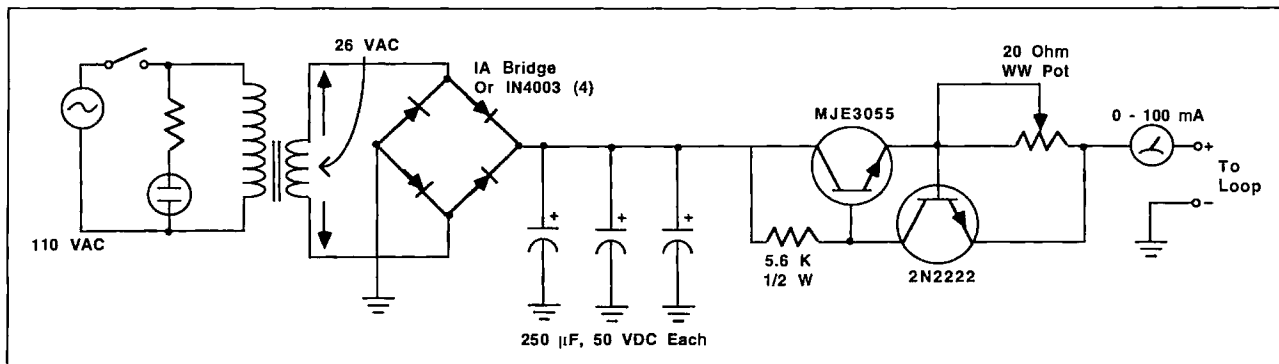 26 VAC
110 VAC
IA Bridge
Or IN4003 (4)
+
+
+
250 µF, 50 VDC Each
5.6 K
1/2 W
MJE3055
2N2222
20 Ohm
WW Pot
0 - 100 mA
+
To
Loop
-